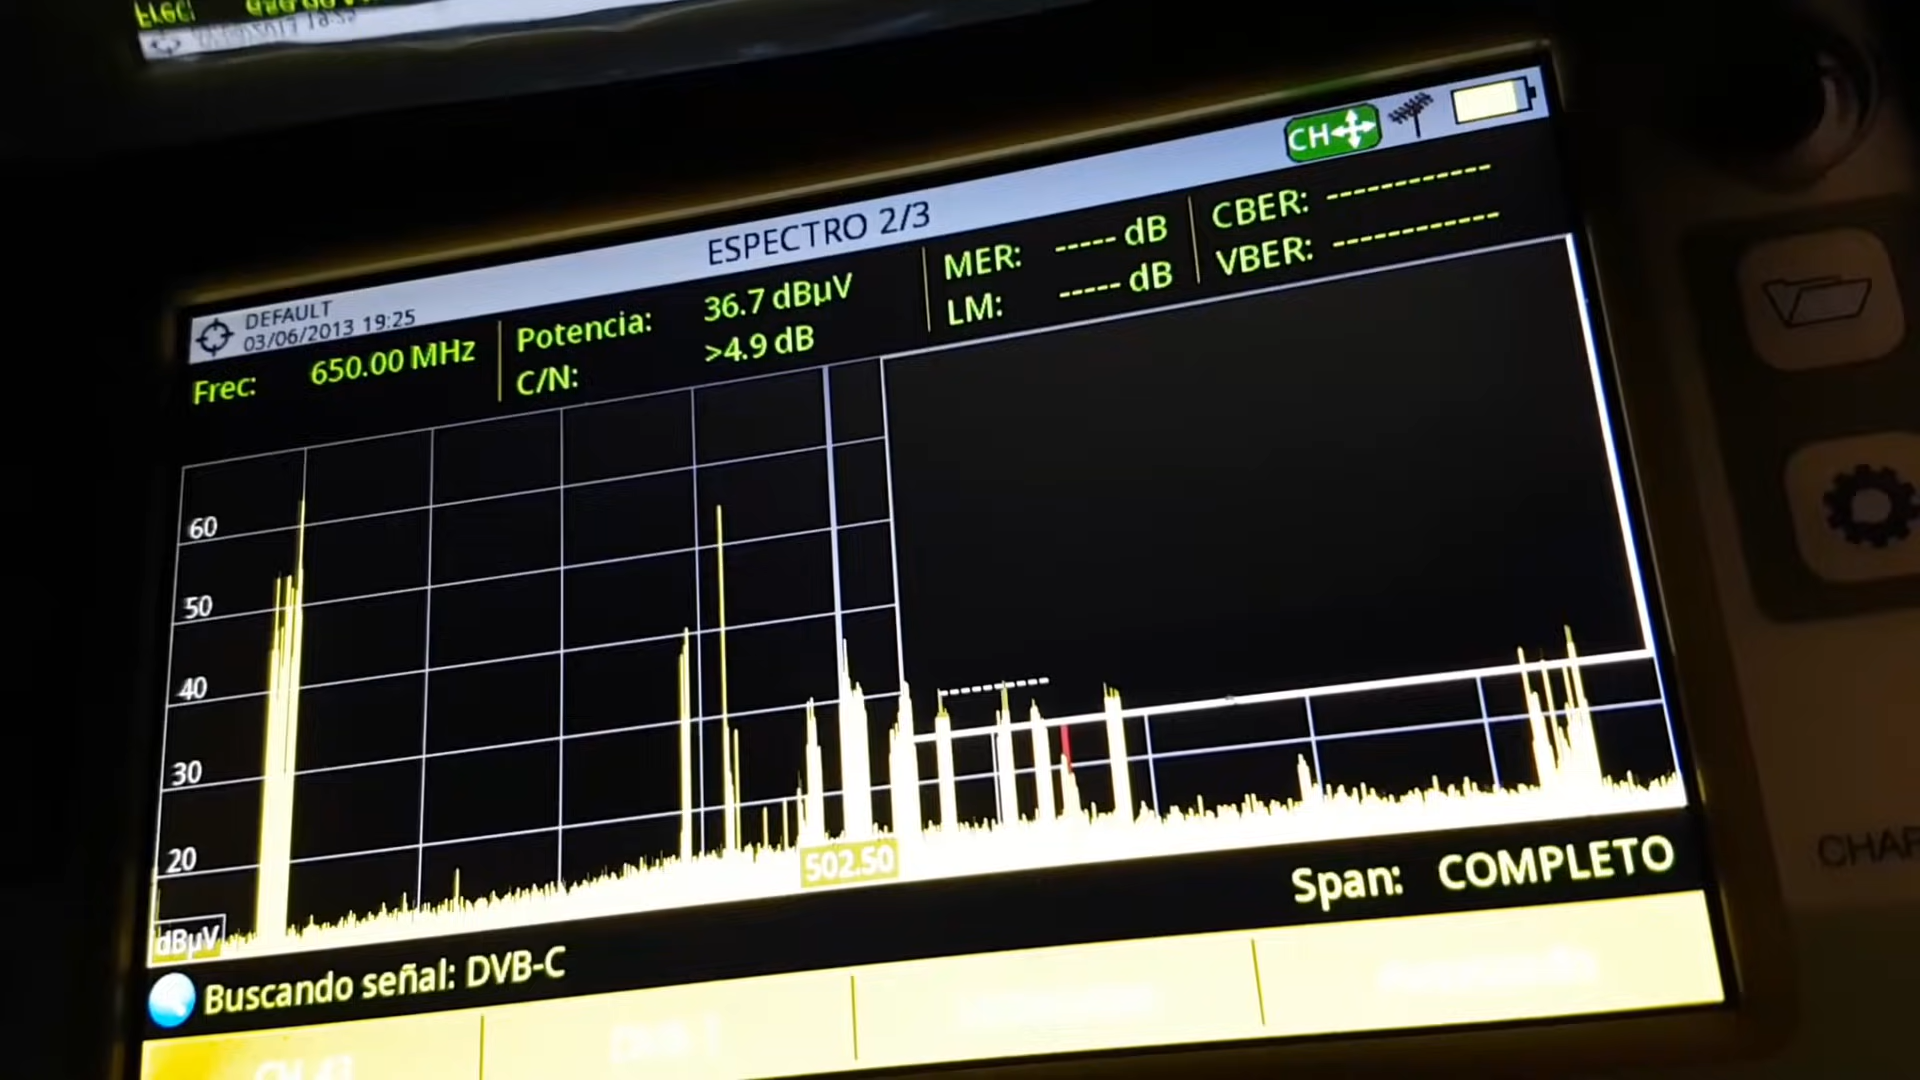 CH
ESPECTRO 2/3
DEFAULT
03/06/2013 19:25
Frec: 650.00 MHz
Potencia: 36.7 dBµV
C/N: >4.9 dB
MER: ----- dB
LM: ----- dB
CBER: ------------
VBER: ------------
60
50
40
30
20
dBµV
502.50
Span: COMPLETO
Buscando señal: DVB-C